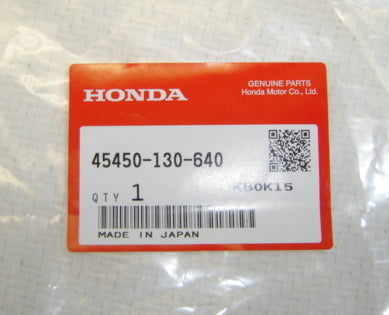 HONDA
GENUINE PARTS
Honda Motor Co., Ltd.
45450-130-640
QTY 1
KB0K15
MADE IN JAPAN